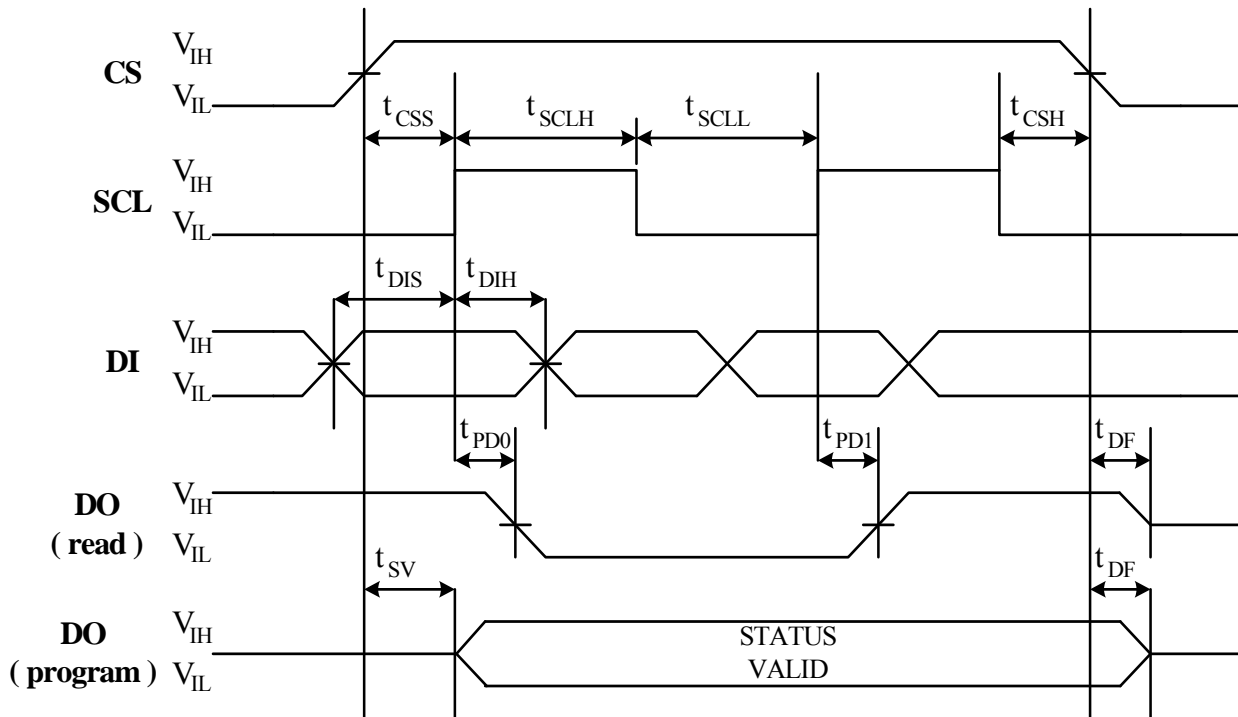 CS
V_IH
V_IL
t_CSS
t_SCLH
t_SCLL
t_CSH
SCL
V_IH
V_IL
t_DIS
t_DIH
DI
V_IH
V_IL
t_PD0
t_PD1
t_DF
DO
( read )
V_IH
V_IL
t_SV
t_DF
DO
( program )
V_IH
V_IL
STATUS
VALID